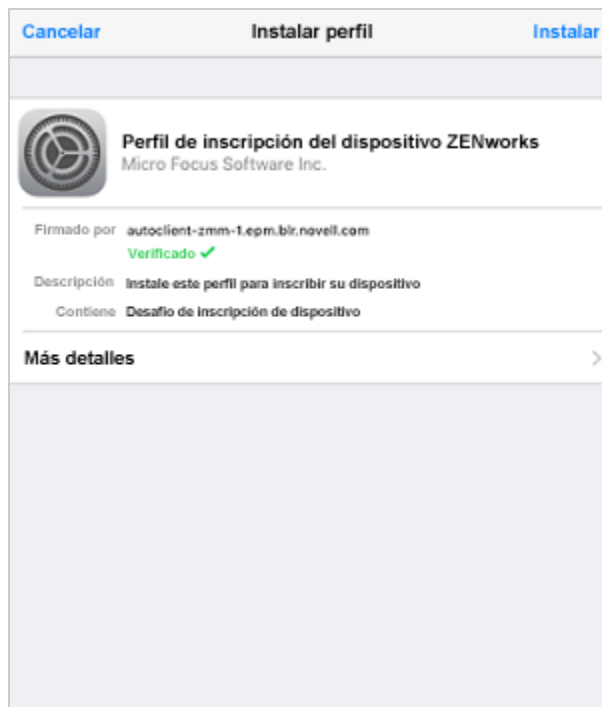 Cancelar Instalar perfil Instalar
Perfil de inscripción del dispositivo ZENworks
Micro Focus Software Inc.
Firmado por autoclient-zmm-1.epm.blr.novell.com
Verificado ✓
Descripción Instale este perfil para inscribir su dispositivo
Contiene Desafío de inscripción de dispositivo
Más detalles